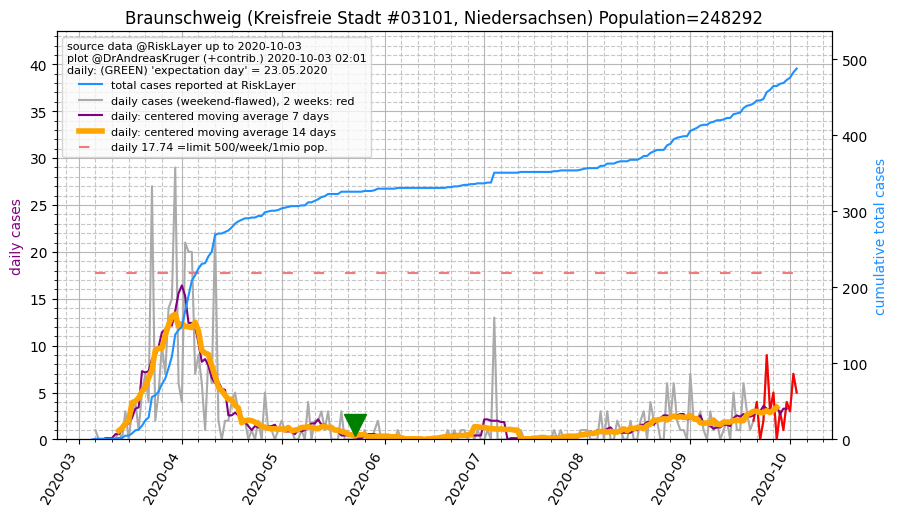 Braunschweig (Kreisfreie Stadt #03101, Niedersachsen) Population=248292
source data @RiskLayer up to 2020-10-03
plot @DrAndreasKruger (+contrib.) 2020-10-03 02:01
daily: (GREEN) 'expectation day' = 23.05.2020
total cases reported at RiskLayer
daily cases (weekend-flawed), 2 weeks: red
daily: centered moving average 7 days
daily: centered moving average 14 days
daily 17.74 =limit 500/week/1mio pop.
daily cases
40
35
30
25
20
15
10
5
0
500
400
300
200
100
0
cumulative total cases
2020-03
2020-04
2020-05
2020-06
2020-07
2020-08
2020-09
2020-10